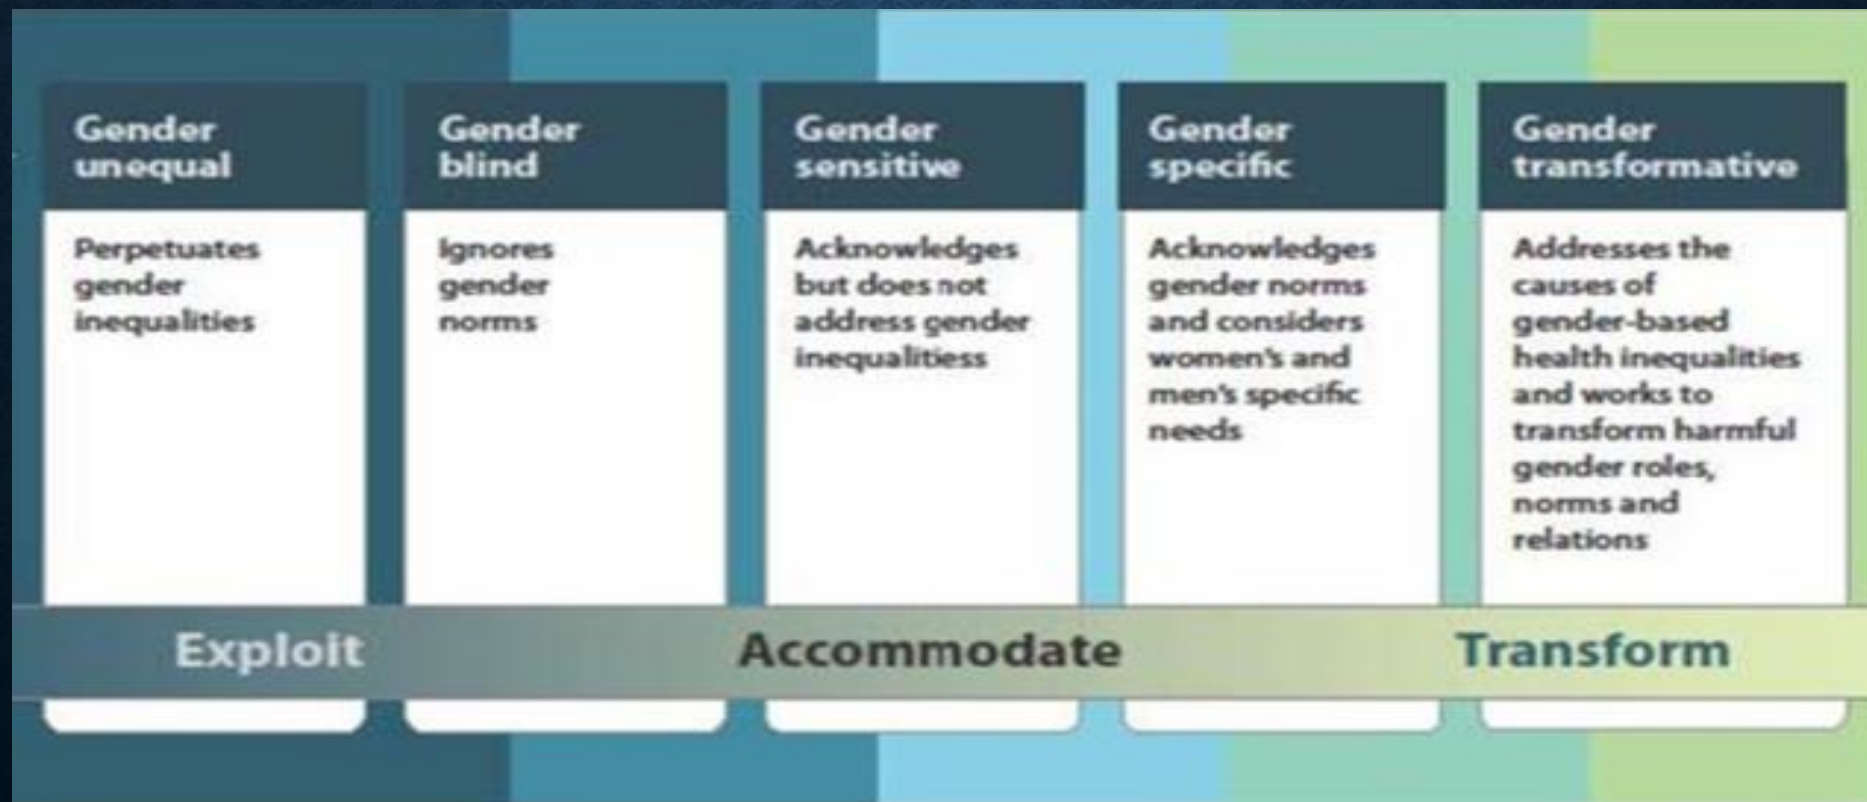 Gender
unequal
Perpetuates
gender
inequalities
Gender
blind
Ignores
gender
norms
Gender
sensitive
Acknowledges
but does not
address gender
inequalitiess
Gender
specific
Acknowledges
gender norms
and considers
women's and
men's specific
needs
Gender
transformative
Addresses the
causes of
gender-based
health inequalities
and works to
transform harmful
gender roles,
norms and
relations
Exploit
Accommodate
Transform